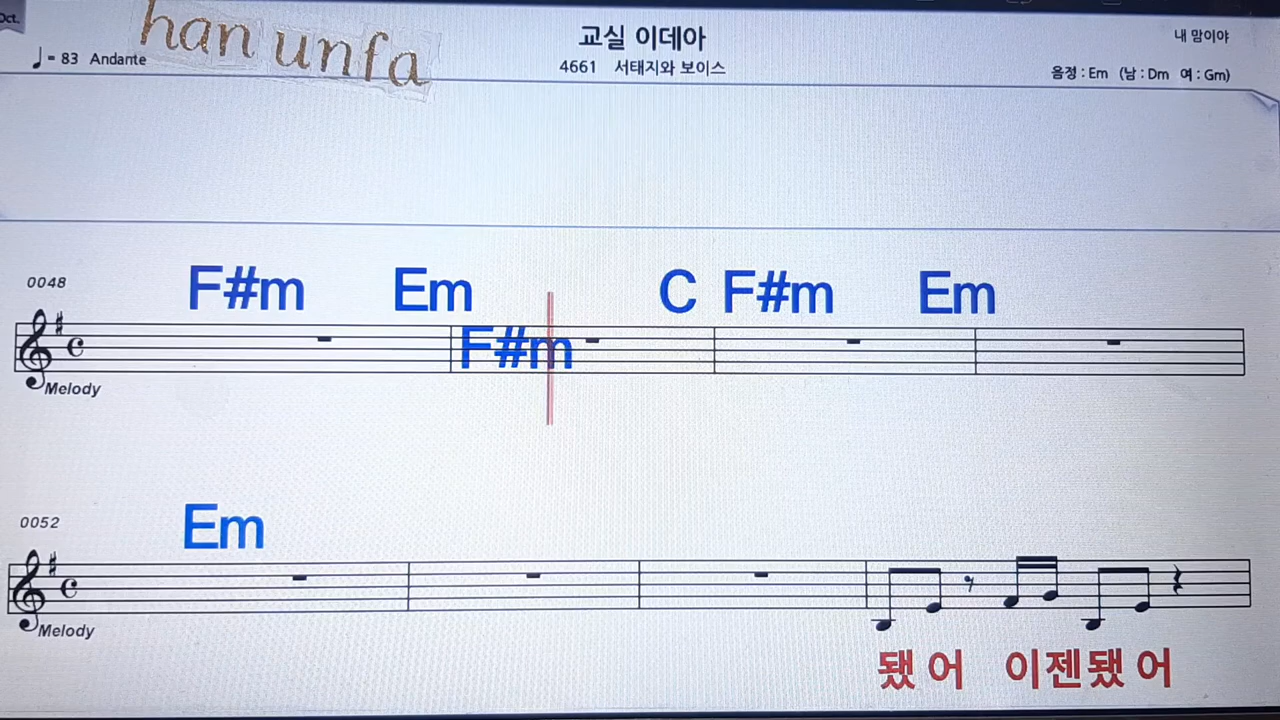 Oct.
han unfa
♩= 83 Andante
교실 이데아
4661 서태지와 보이스
내 맘이야
음정 : Em (남 : Dm 여 : Gm)
0048
F#m Em C F#m Em
F#m
Melody
0052
Em
Melody
됐 어 이젠됐 어